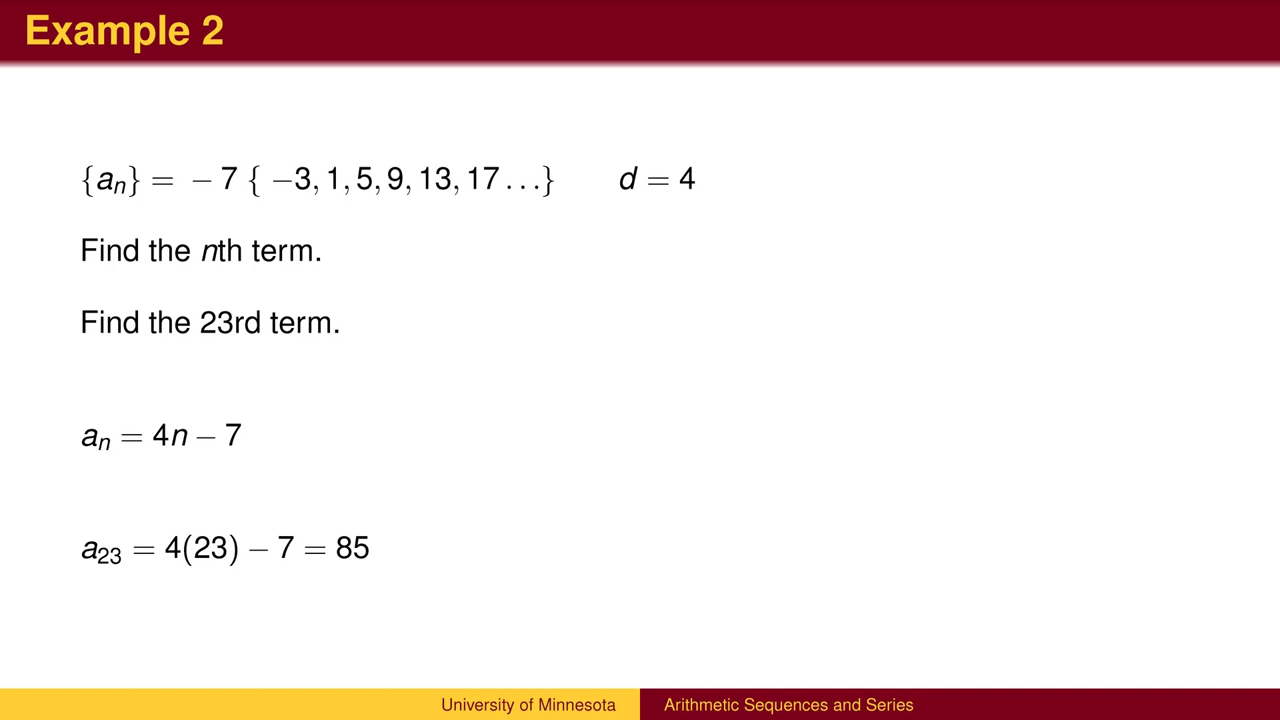 Example 2
{aₙ} = − 7 { −3, 1, 5, 9, 13, 17 . . .} d = 4
Find the nth term.
Find the 23rd term.
aₙ = 4n − 7
a₂₃ = 4(23) − 7 = 85
University of Minnesota Arithmetic Sequences and Series